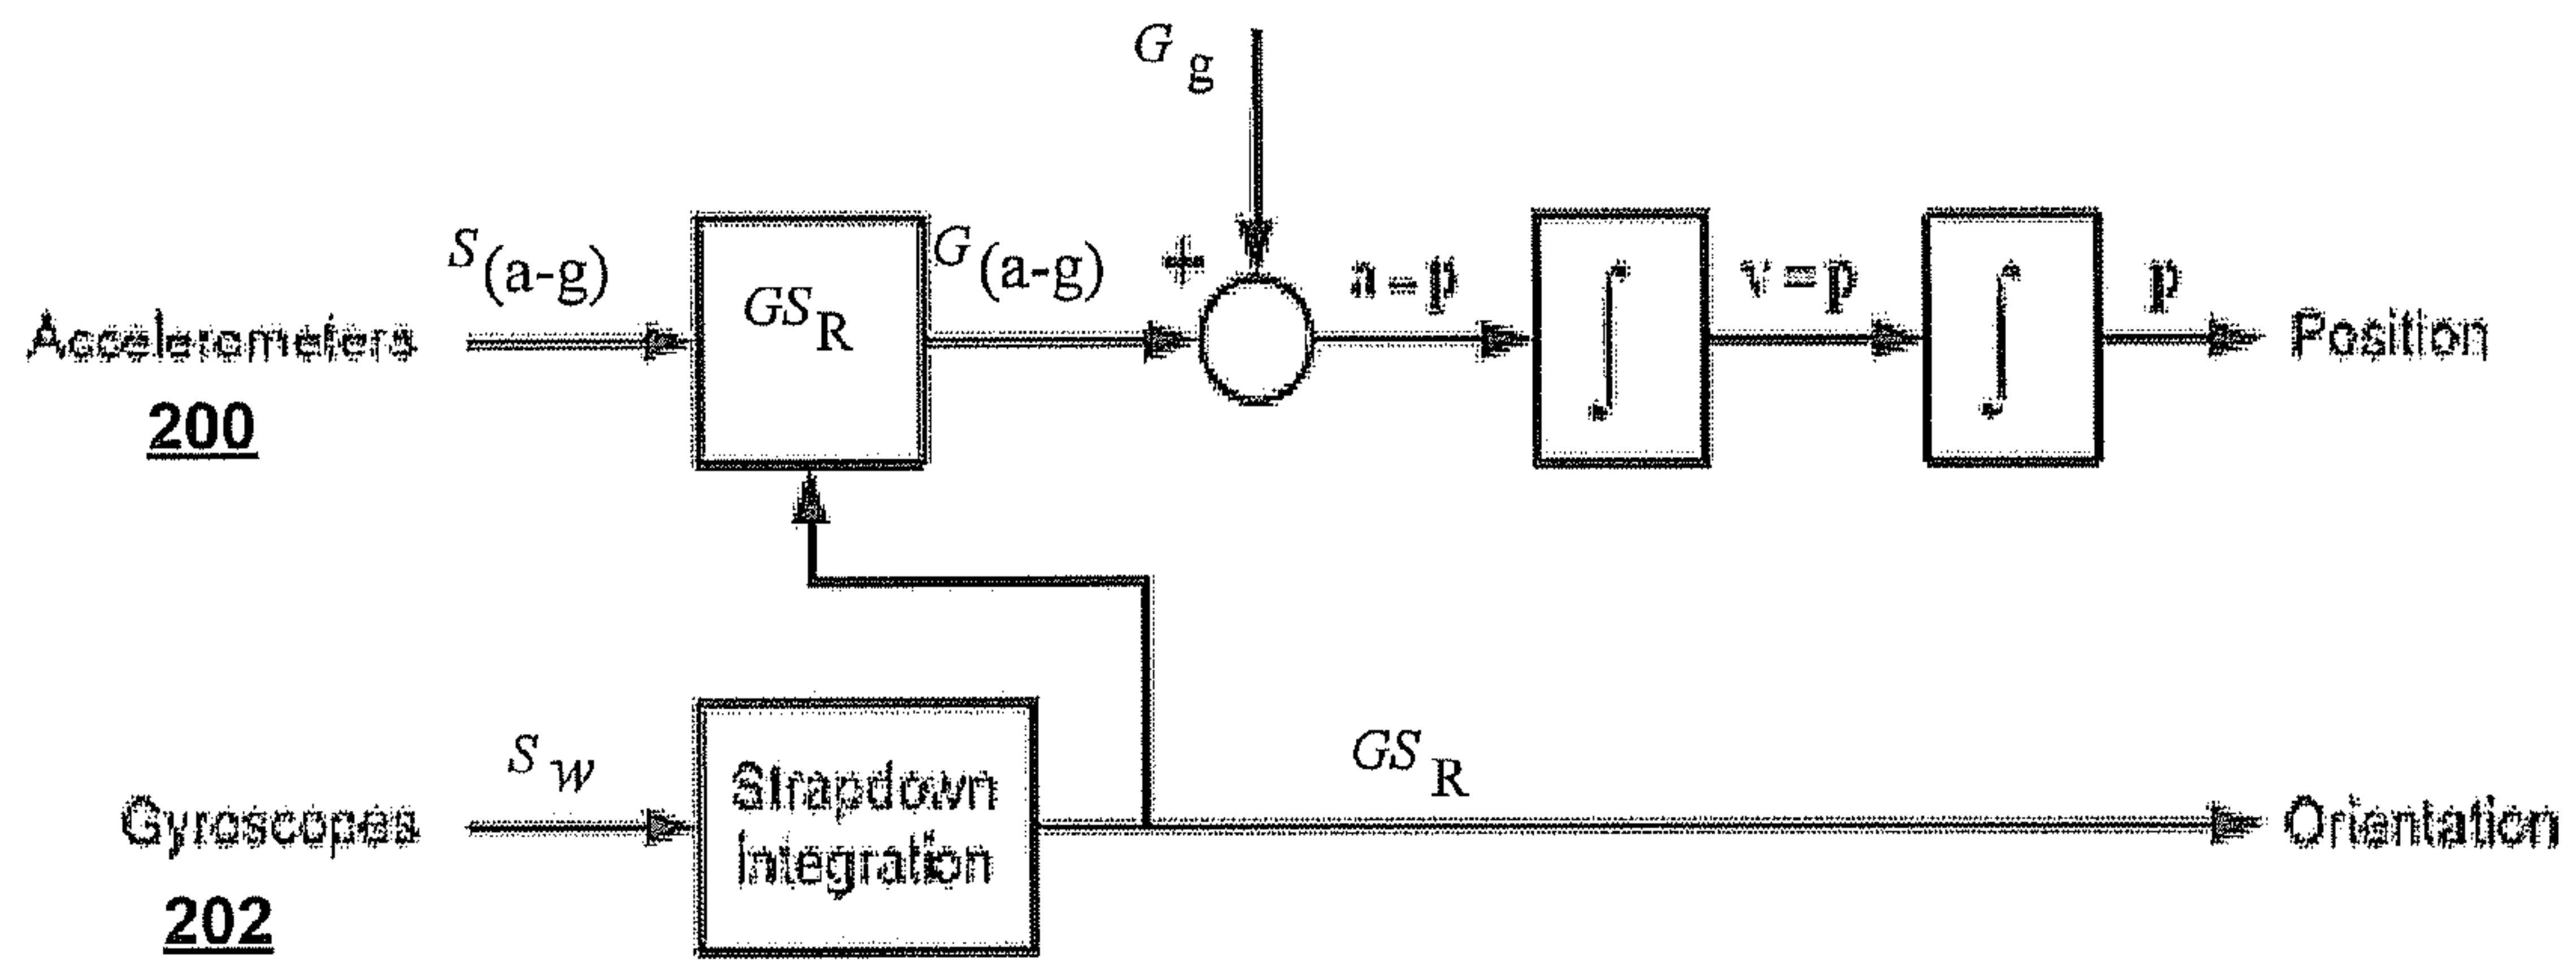 G g
S (a-g)
GS R
G (a-g)
+
a = p
∫
v = p
∫
p
Accelerometers
Position
200
S w
Strapdown
Integration
GS R
Gyroscopes
Orientation
202